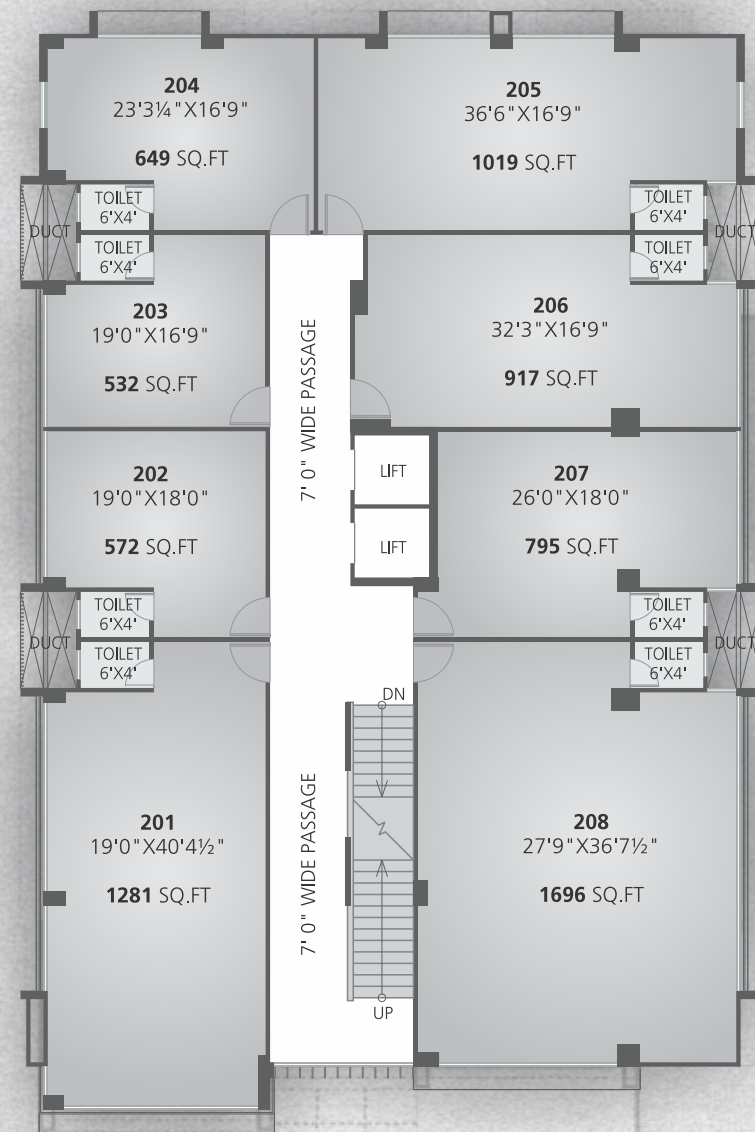 204
23'3¼"X16'9"
649 SQ.FT
205
36'6"X16'9"
1019 SQ.FT
TOILET
6'X4'
DUCT
TOILET
6'X4'
TOILET
6'X4'
DUCT
TOILET
6'X4'
203
19'0"X16'9"
532 SQ.FT
7' 0" WIDE PASSAGE
206
32'3"X16'9"
917 SQ.FT
202
19'0"X18'0"
572 SQ.FT
LIFT
LIFT
207
26'0"X18'0"
795 SQ.FT
TOILET
6'X4'
DUCT
TOILET
6'X4'
TOILET
6'X4'
DUCT
TOILET
6'X4'
DN
201
19'0"X40'4½"
1281 SQ.FT
7' 0" WIDE PASSAGE
UP
208
27'9"X36'7½"
1696 SQ.FT